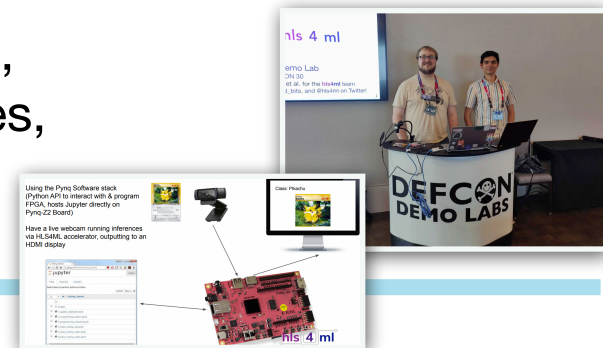 ,
es,
hls 4 ml
emo Lab
ON 30
et al. for the hls4ml team
t_bits, and @hls4ml on Twitter!
DEFCON
DEMO LABS
Using the Pynq Software stack
(Python API to interact with & program
FPGA, hosts Jupyter directly on
Pynq-Z2 Board)
Have a live webcam running inferences
via HLS4ML accelerator, outputting to an
HDMI display
Class: Pikachu
jupyter
hls 4 ml